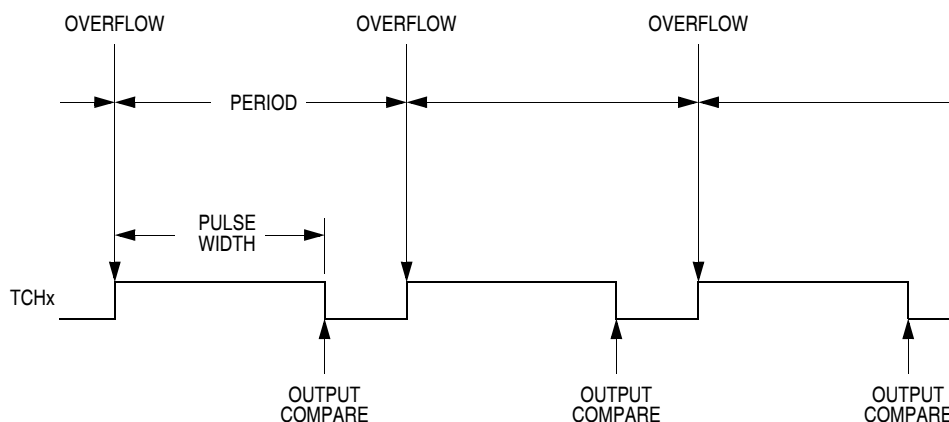 OVERFLOW
OVERFLOW
OVERFLOW
PERIOD
PULSE
WIDTH
TCHx
OUTPUT
COMPARE
OUTPUT
COMPARE
OUTPUT
COMPARE